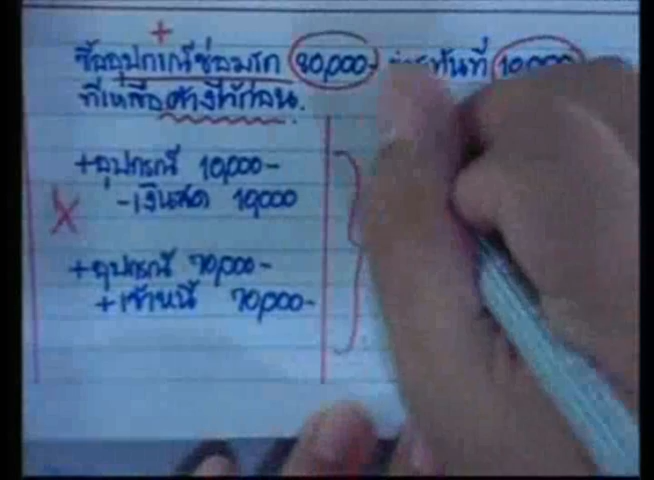 +
ซื้ออุปกรณ์ซ่อมรถ 80,000- จ่ายทันที 10,000
ที่เหลือค้างไว้ก่อน.
+อุปกรณ์ 10,000-
-เงินสด 10,000
X
+อุปกรณ์ 70,000-
+เจ้าหนี้ 70,000-